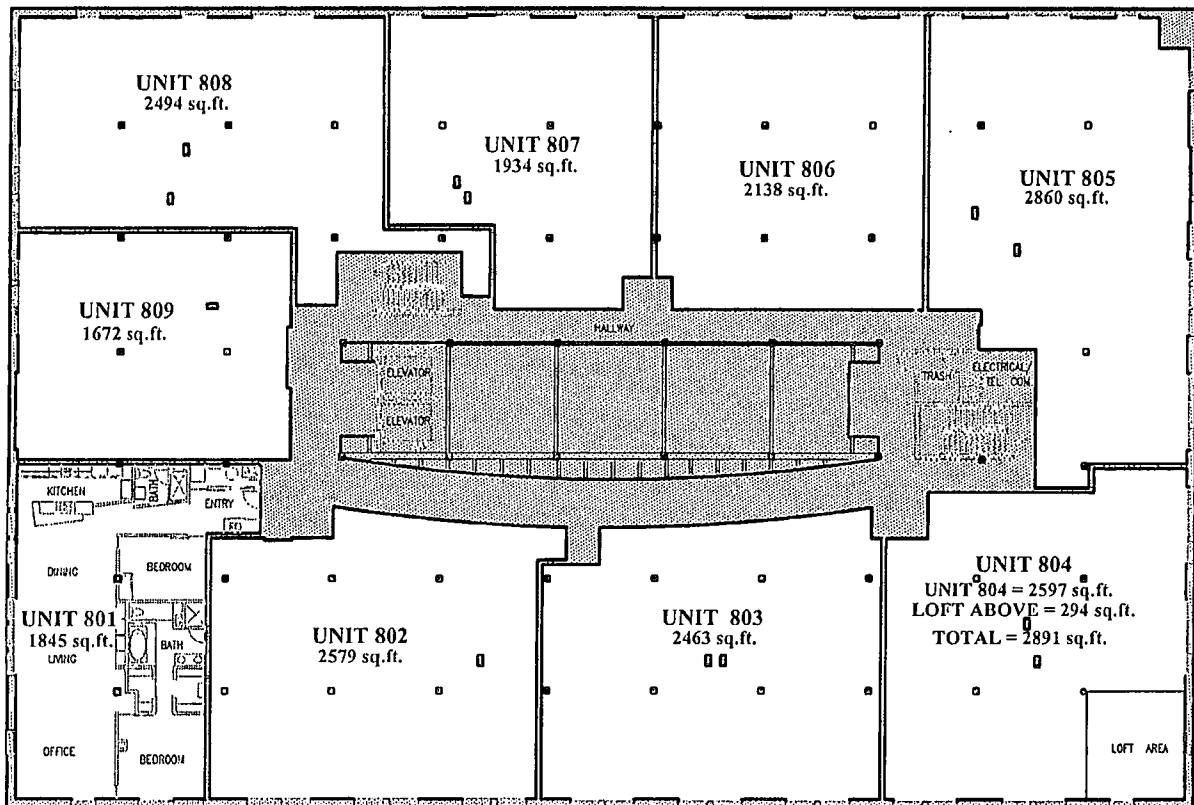 UNIT 808
2494 sq.ft.
UNIT 807
1934 sq.ft.
UNIT 806
2138 sq.ft.
UNIT 805
2860 sq.ft.
UNIT 809
1672 sq.ft.
HALLWAY
ELEVATOR
ELEVATOR
TRASH
ELECTRICAL/
TEL. COM.
KITCHEN
BATH
ENTRY
DINING
BEDROOM
UNIT 801
1845 sq.ft.
LIVING
BATH
OFFICE
BEDROOM
UNIT 802
2579 sq.ft.
UNIT 803
2463 sq.ft.
UNIT 804
UNIT 804 = 2597 sq.ft.
LOFT ABOVE = 294 sq.ft.
TOTAL = 2891 sq.ft.
LOFT AREA